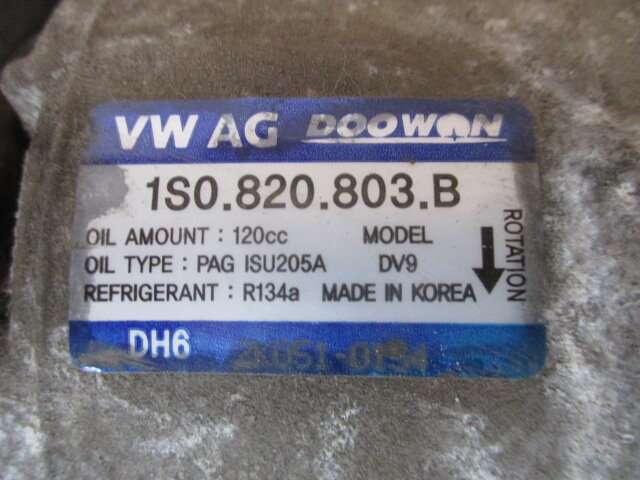 VW AG DOOWON
1S0.820.803.B
OIL AMOUNT : 120cc MODEL
OIL TYPE : PAG ISU205A DV9
REFRIGERANT : R134a MADE IN KOREA
ROTATION
DH6